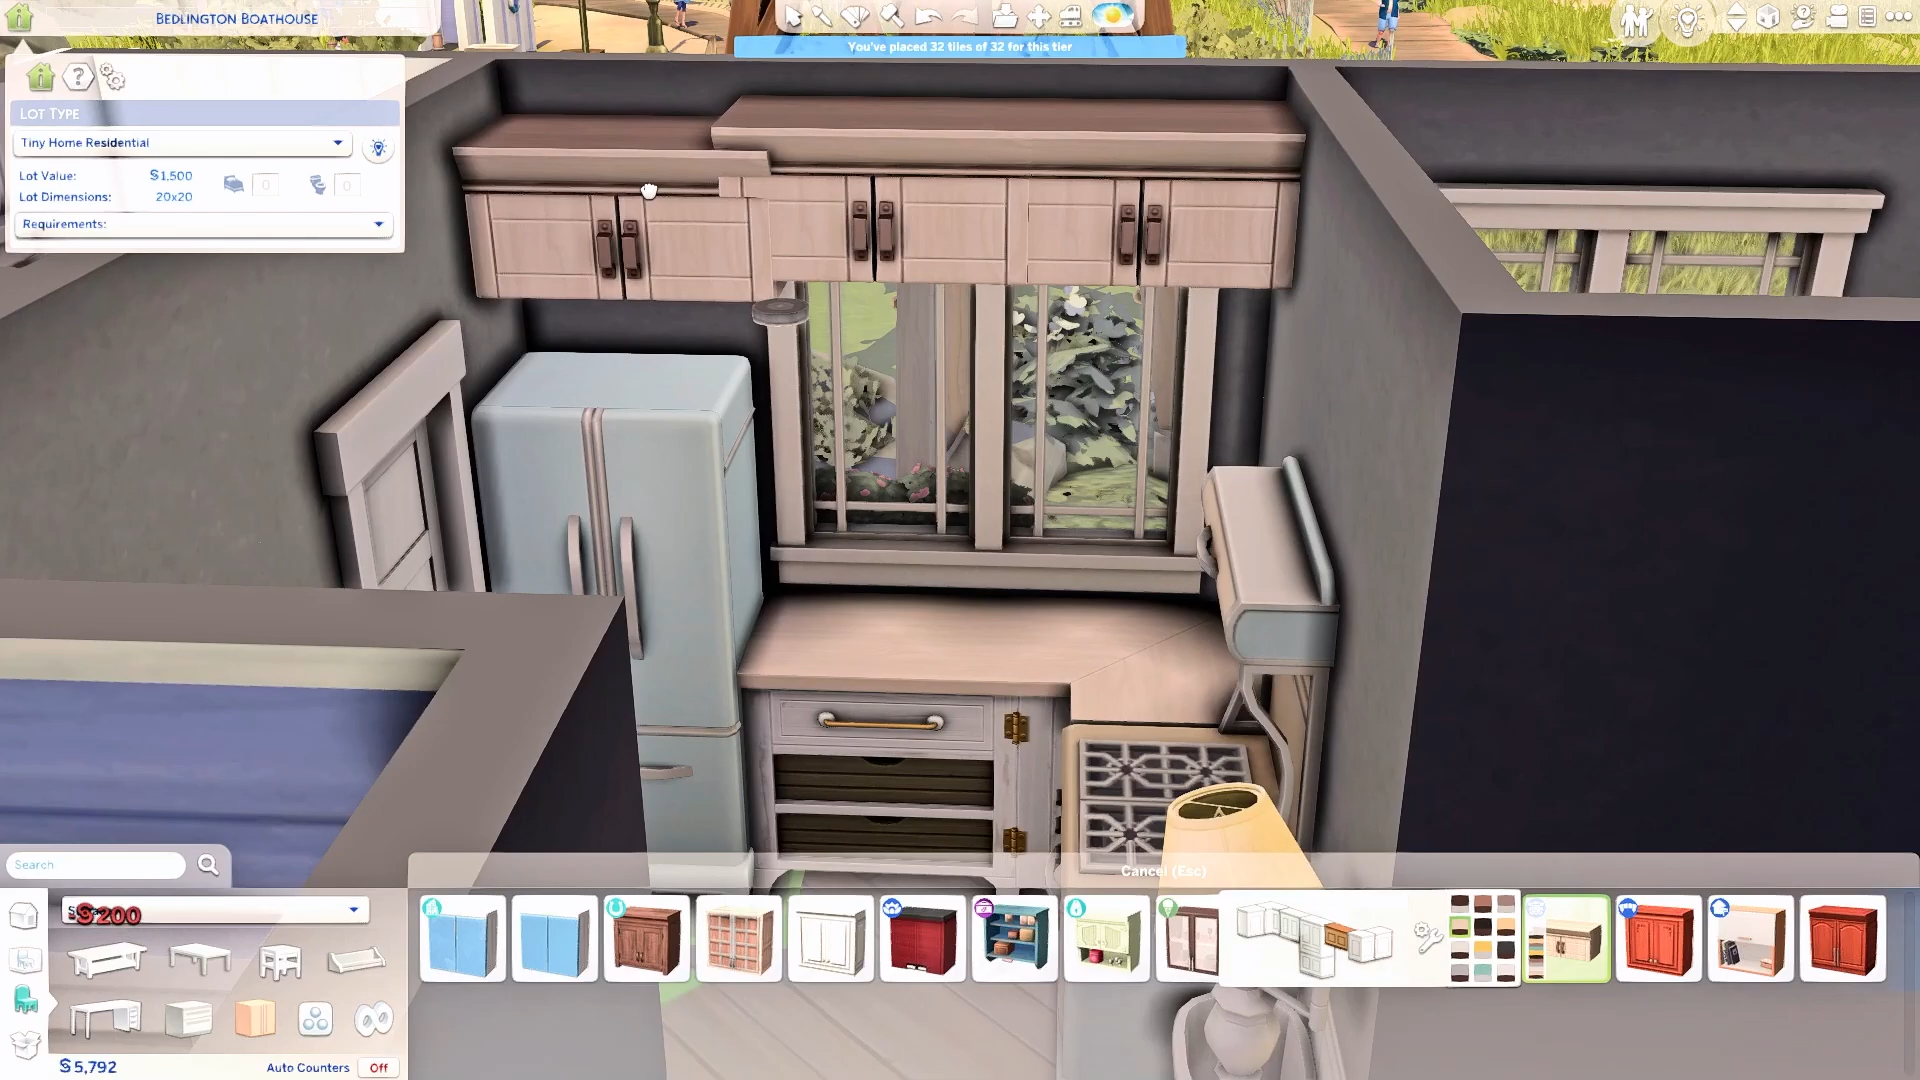 BEDLINGTON BOATHOUSE
You've placed 32 tiles of 32 for this tier
LOT TYPE
Tiny Home Residential
Lot Value: §1,500
0 0
Lot Dimensions: 20x20
Requirements:
Cancel (Esc)
Search
-§200
§5,792
Auto Counters Off